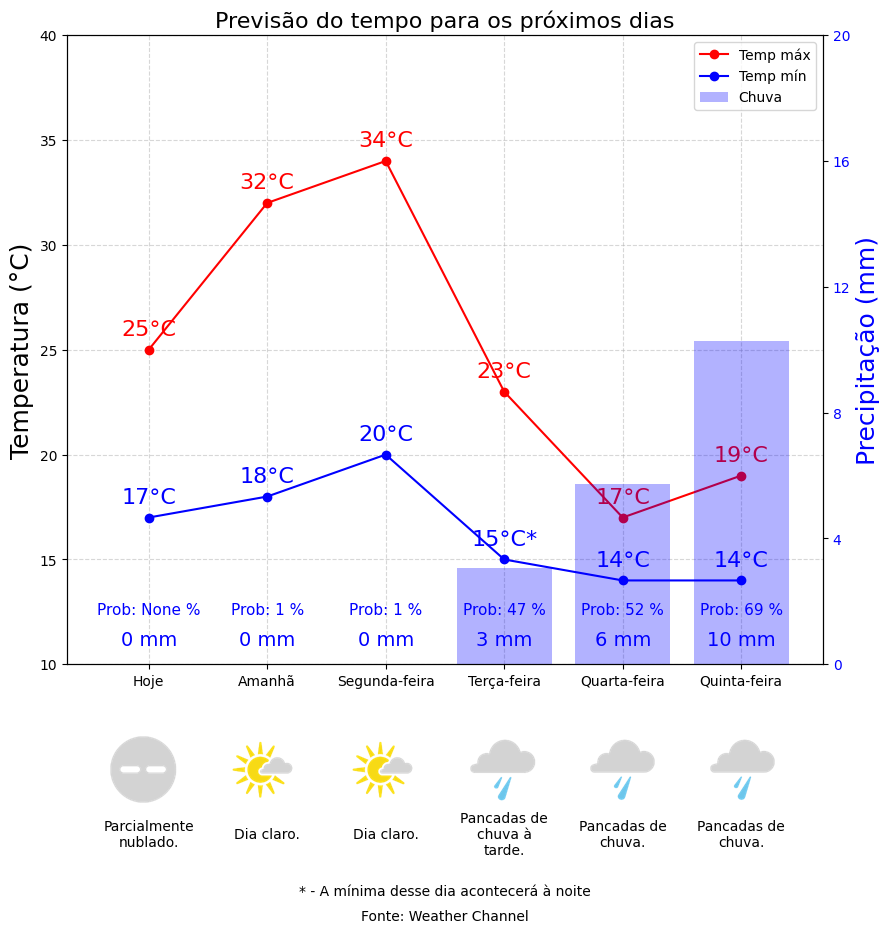 Previsão do tempo para os próximos dias
Temp máx
Temp mín
Chuva
Temperatura (°C)
40
35
30
25
20
15
10
Precipitação (mm)
20
16
12
8
4
0
25°C
32°C
34°C
23°C
17°C
19°C
17°C
18°C
20°C
15°C*
14°C
14°C
Prob: None %
Prob: 1 %
Prob: 1 %
Prob: 47 %
Prob: 52 %
Prob: 69 %
0 mm
0 mm
0 mm
3 mm
6 mm
10 mm
Hoje
Amanhã
Segunda-feira
Terça-feira
Quarta-feira
Quinta-feira
Parcialmente
nublado.
Dia claro.
Dia claro.
Pancadas de
chuva à
tarde.
Pancadas de
chuva.
Pancadas de
chuva.
* - A mínima desse dia acontecerá à noite
Fonte: Weather Channel